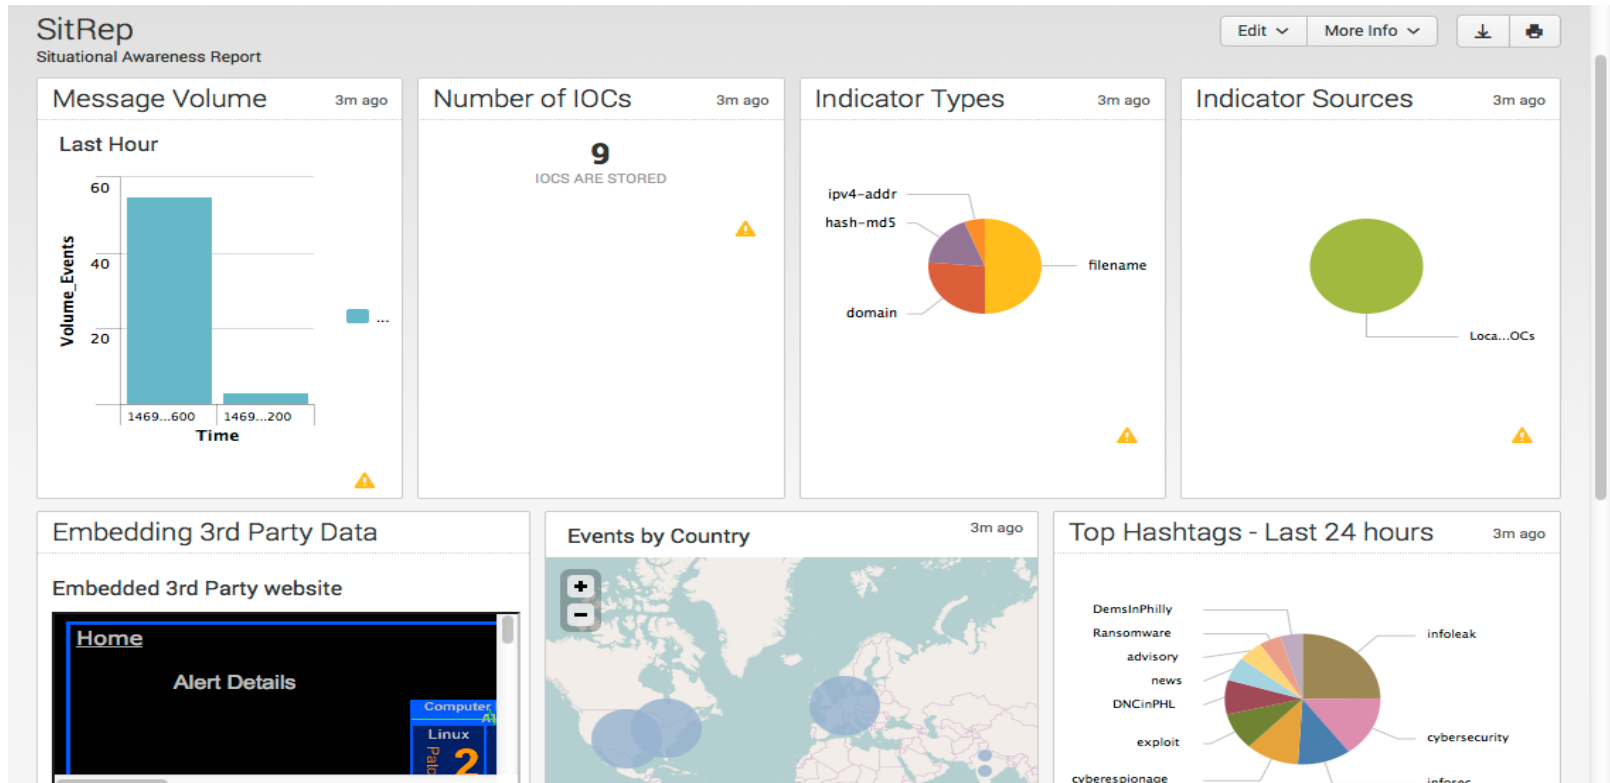 SitRep
Situational Awareness Report
Edit
More Info
Message Volume
3m ago
Last Hour
60
40
20
Volume_Events
1469...600
1469...200
Time
...
Number of IOCs
3m ago
9
IOCS ARE STORED
Indicator Types
3m ago
ipv4-addr
hash-md5
filename
domain
Indicator Sources
3m ago
Loca...OCs
Embedding 3rd Party Data
Embedded 3rd Party website
Home
Alert Details
Computer
Linux
2
Events by Country
3m ago
+
−
Top Hashtags - Last 24 hours
3m ago
DemsInPhilly
Ransomware
advisory
news
DNCinPHL
exploit
cyberespionage
infoleak
cybersecurity
infosec